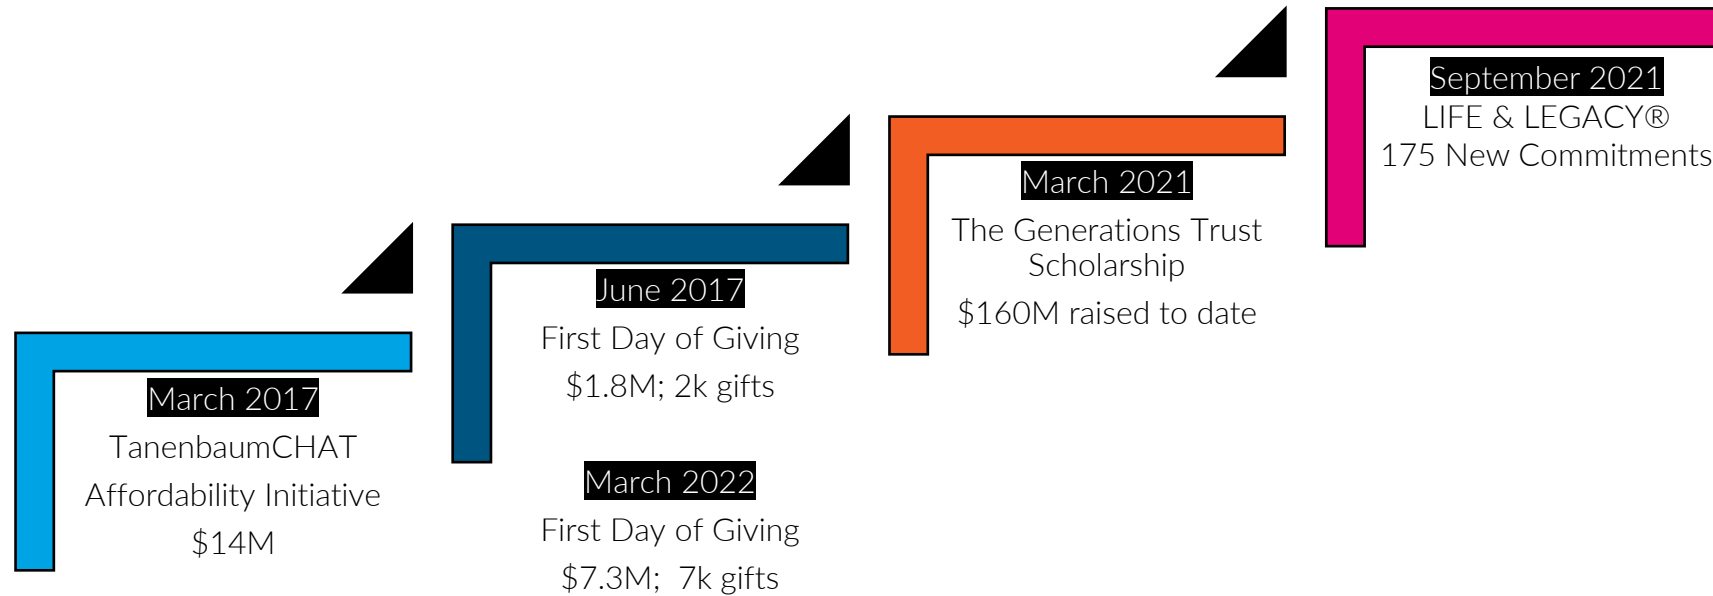 March 2017
TanenbaumCHAT
Affordability Initiative
$14M
June 2017
First Day of Giving
$1.8M; 2k gifts
March 2022
First Day of Giving
$7.3M;  7k gifts
March 2021
The Generations Trust
Scholarship
$160M raised to date
September 2021
LIFE & LEGACY®
175 New Commitments